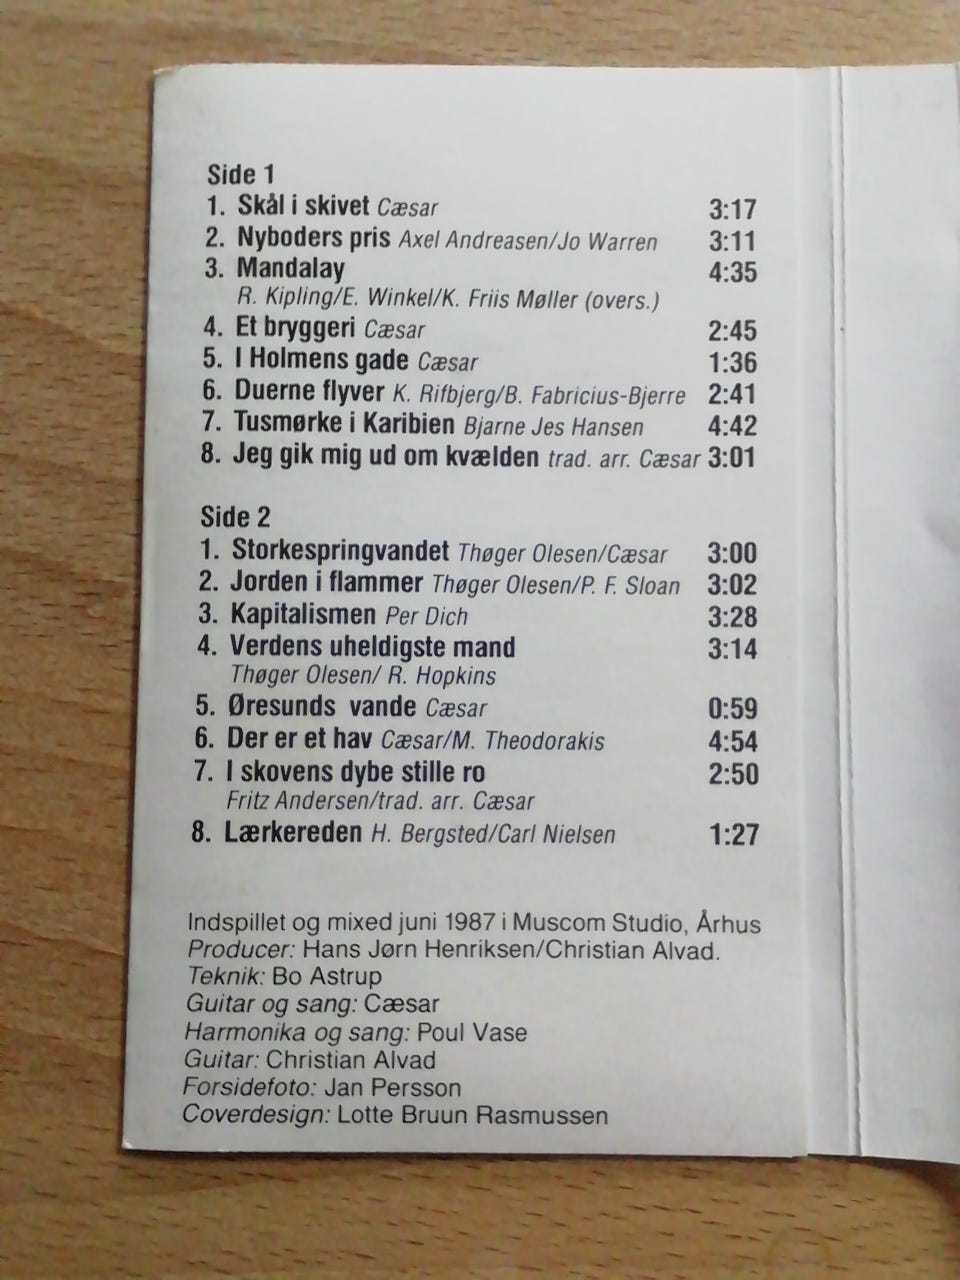 Side 1
1. Skål i skivet Cæsar 3:17
2. Nyboders pris Axel Andreasen/Jo Warren 3:11
3. Mandalay 4:35
R. Kipling/E. Winkel/K. Friis Møller (overs.)
4. Et bryggeri Cæsar 2:45
5. I Holmens gade Cæsar 1:36
6. Duerne flyver K. Rifbjerg/B. Fabricius-Bjerre 2:41
7. Tusmørke i Karibien Bjarne Jes Hansen 4:42
8. Jeg gik mig ud om kvælden trad. arr. Cæsar 3:01
Side 2
1. Storkespringvandet Thøger Olesen/Cæsar 3:00
2. Jorden i flammer Thøger Olesen/P. F. Sloan 3:02
3. Kapitalismen Per Dich 3:28
4. Verdens uheldigste mand 3:14
Thøger Olesen/ R. Hopkins
5. Øresunds vande Cæsar 0:59
6. Der er et hav Cæsar/M. Theodorakis 4:54
7. I skovens dybe stille ro 2:50
Fritz Andersen/trad. arr. Cæsar
8. Lærkereden H. Bergsted/Carl Nielsen 1:27
Indspillet og mixed juni 1987 i Muscom Studio, Århus
Producer: Hans Jørn Henriksen/Christian Alvad.
Teknik: Bo Astrup
Guitar og sang: Cæsar
Harmonika og sang: Poul Vase
Guitar: Christian Alvad
Forsidefoto: Jan Persson
Coverdesign: Lotte Bruun Rasmussen